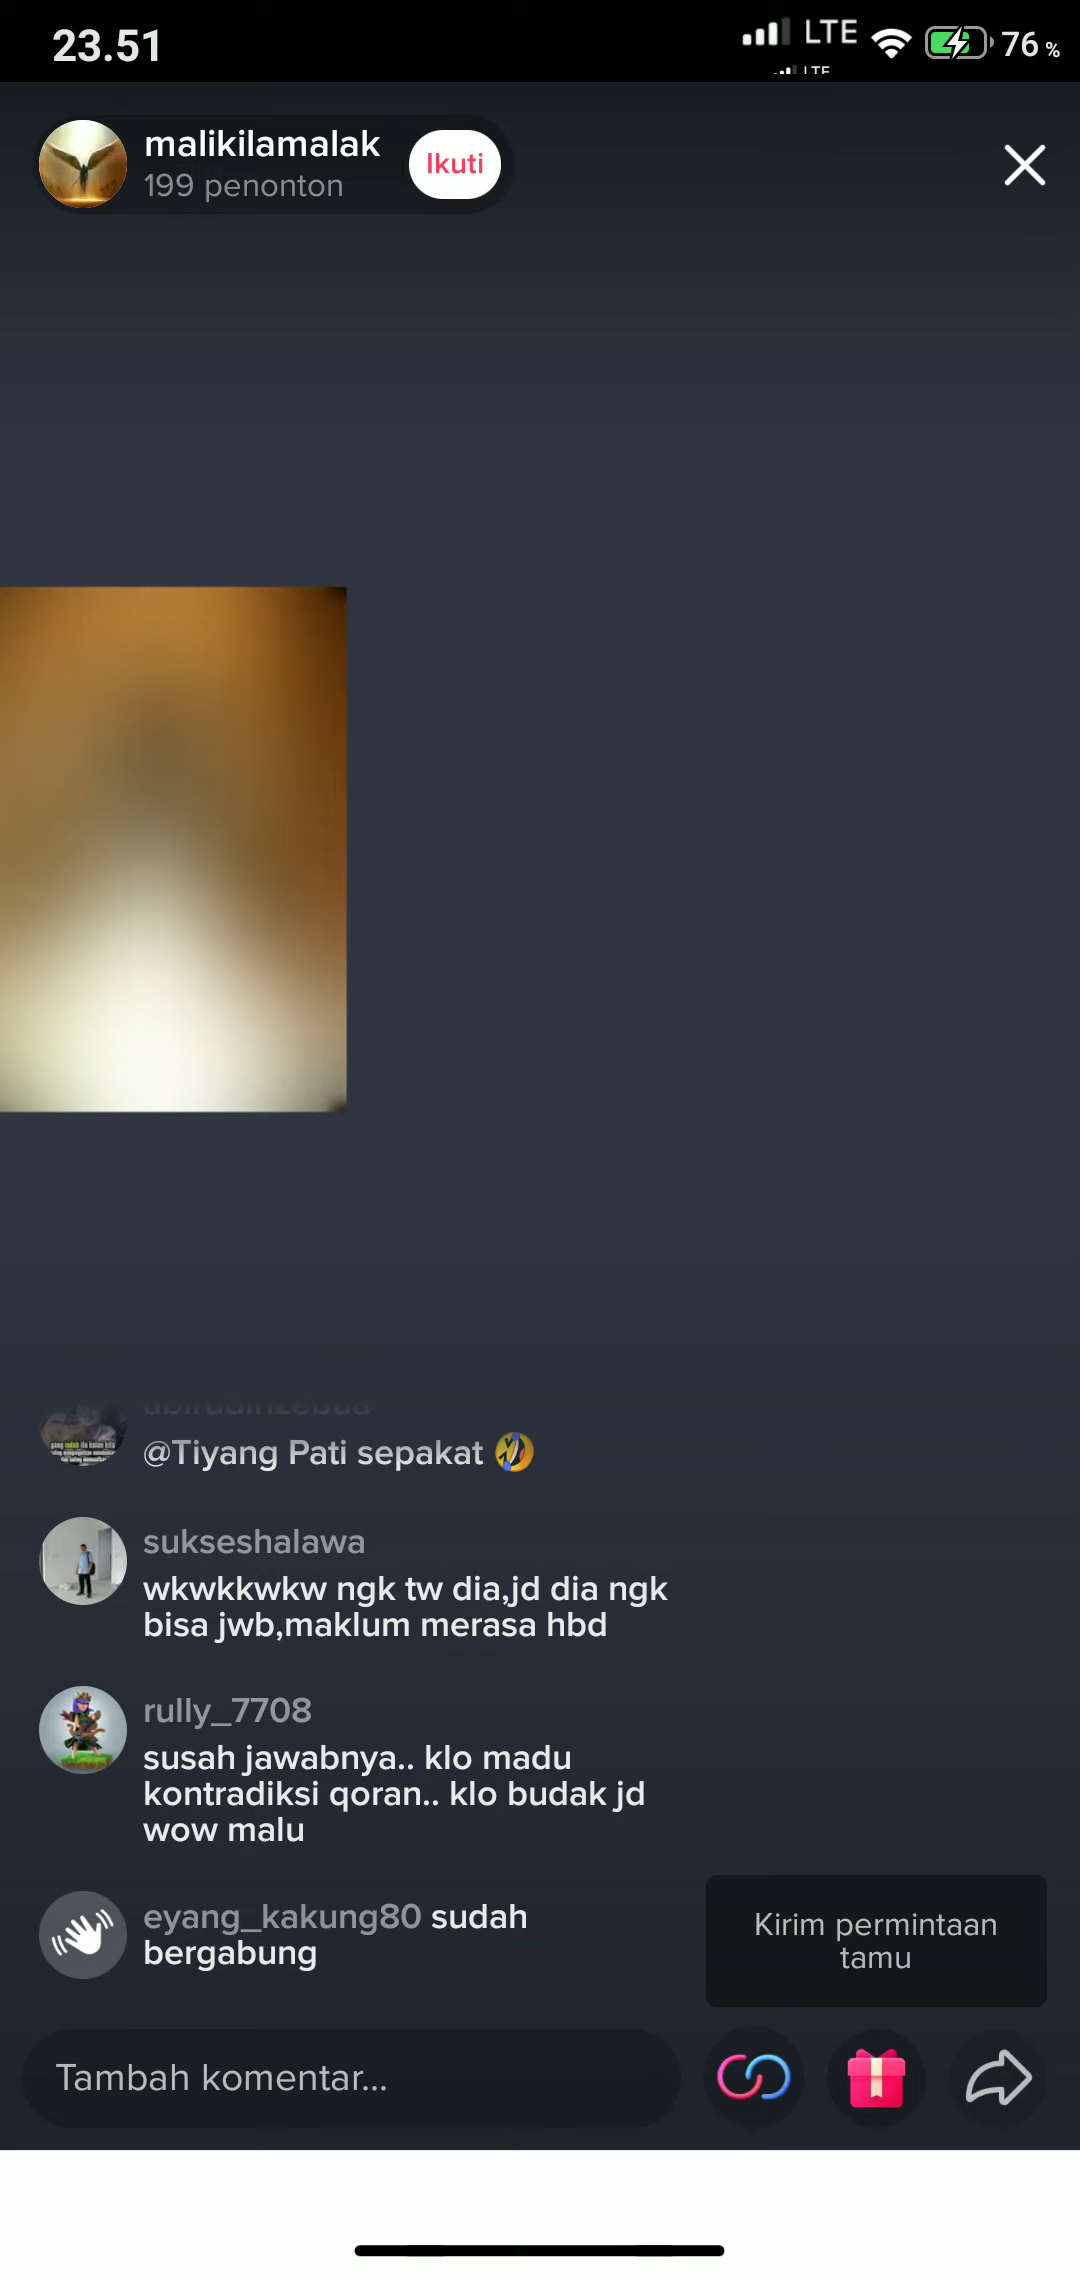 23.51
LTE
76 %
LTE
malikilamalak
199 penonton
Ikuti
@Tiyang Pati sepakat 🤣
sukseshalawa
wkwkkwkw ngk tw dia,jd dia ngk
bisa jwb,maklum merasa hbd
rully_7708
susah jawabnya.. klo madu
kontradiksi qoran.. klo budak jd
wow malu
eyang_kakung80 sudah
bergabung
Kirim permintaan
tamu
Tambah komentar...